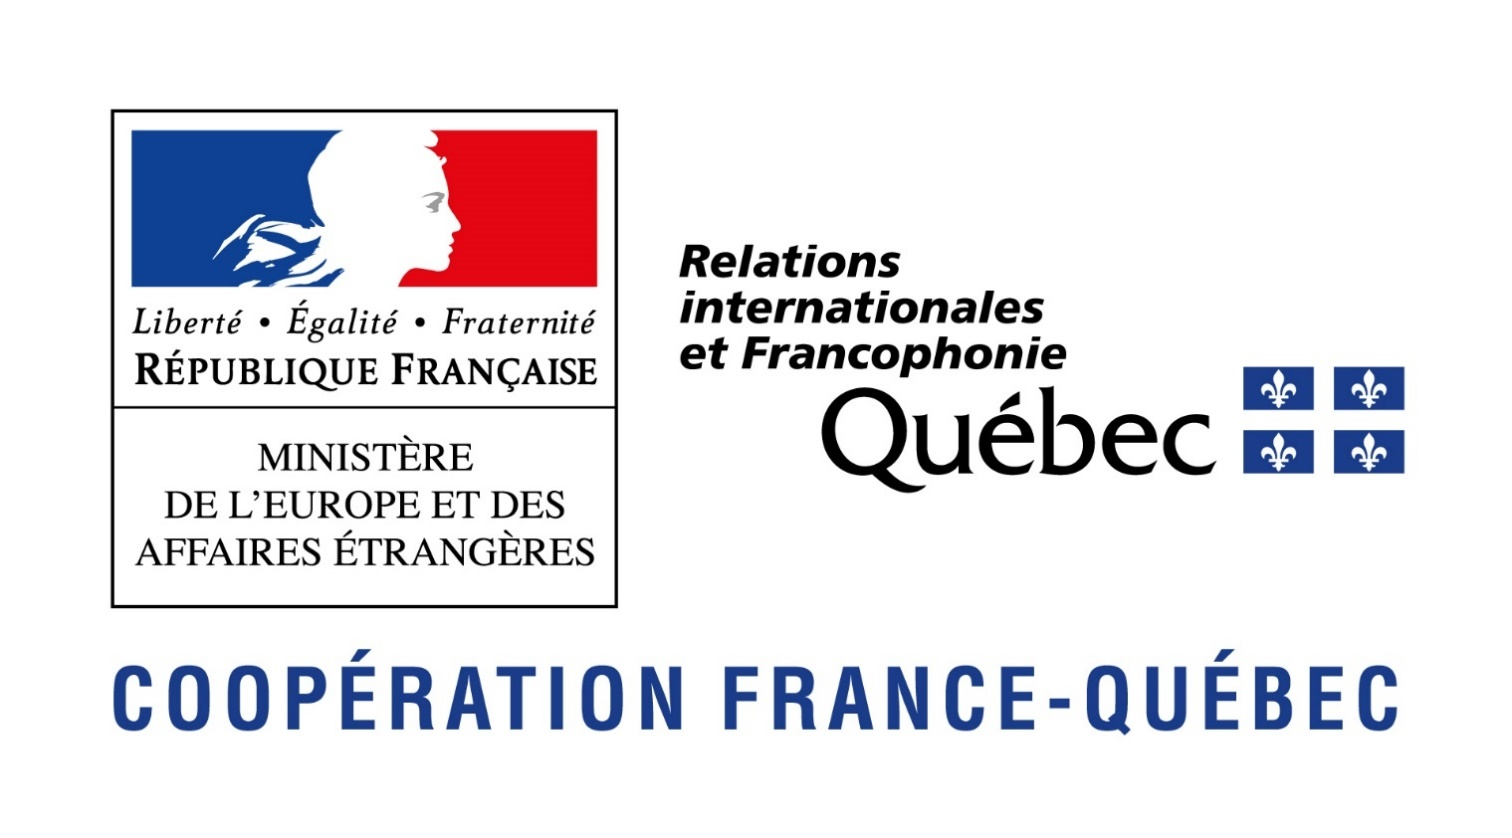 Liberté • Égalité • Fraternité
RÉPUBLIQUE FRANÇAISE
MINISTÈRE
DE L’EUROPE ET DES
AFFAIRES ÉTRANGÈRES
Relations
internationales
et Francophonie
Québec
COOPÉRATION FRANCE-QUÉBEC